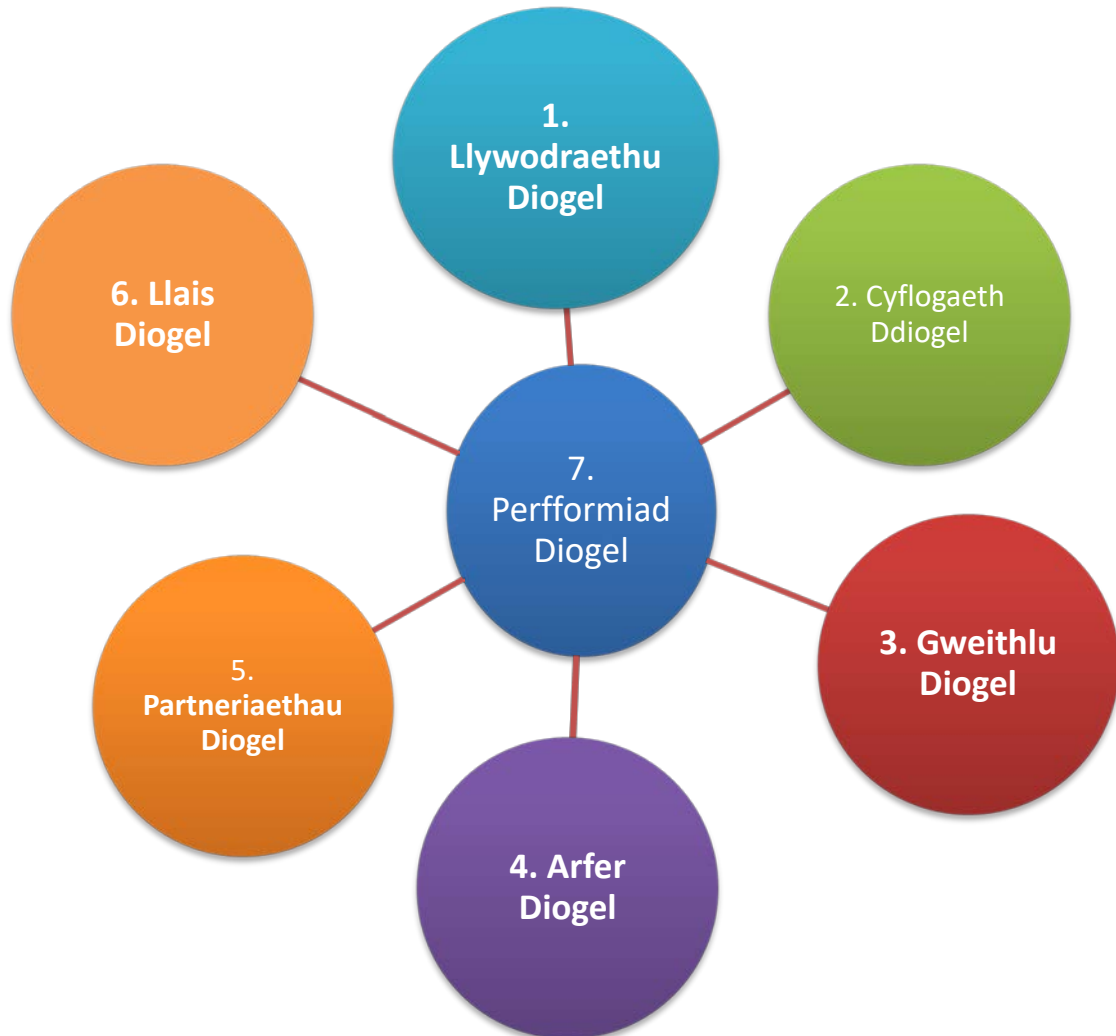 1.
Llywodraethu
Diogel
2. Cyflogaeth
Ddiogel
3. Gweithlu
Diogel
4. Arfer
Diogel
5.
Partneriaethau
Diogel
6. Llais
Diogel
7.
Perfformiad
Diogel